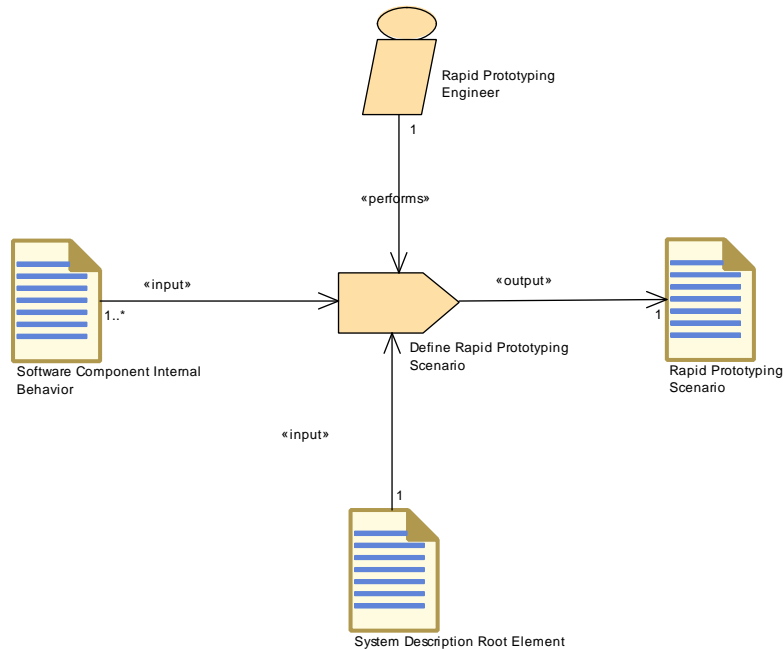 Rapid Prototyping
Engineer
1
«performs»
«input»
«output»
1..*
1
Software Component Internal
Behavior
Define Rapid Prototyping
Scenario
Rapid Prototyping
Scenario
«input»
1
System Description Root Element